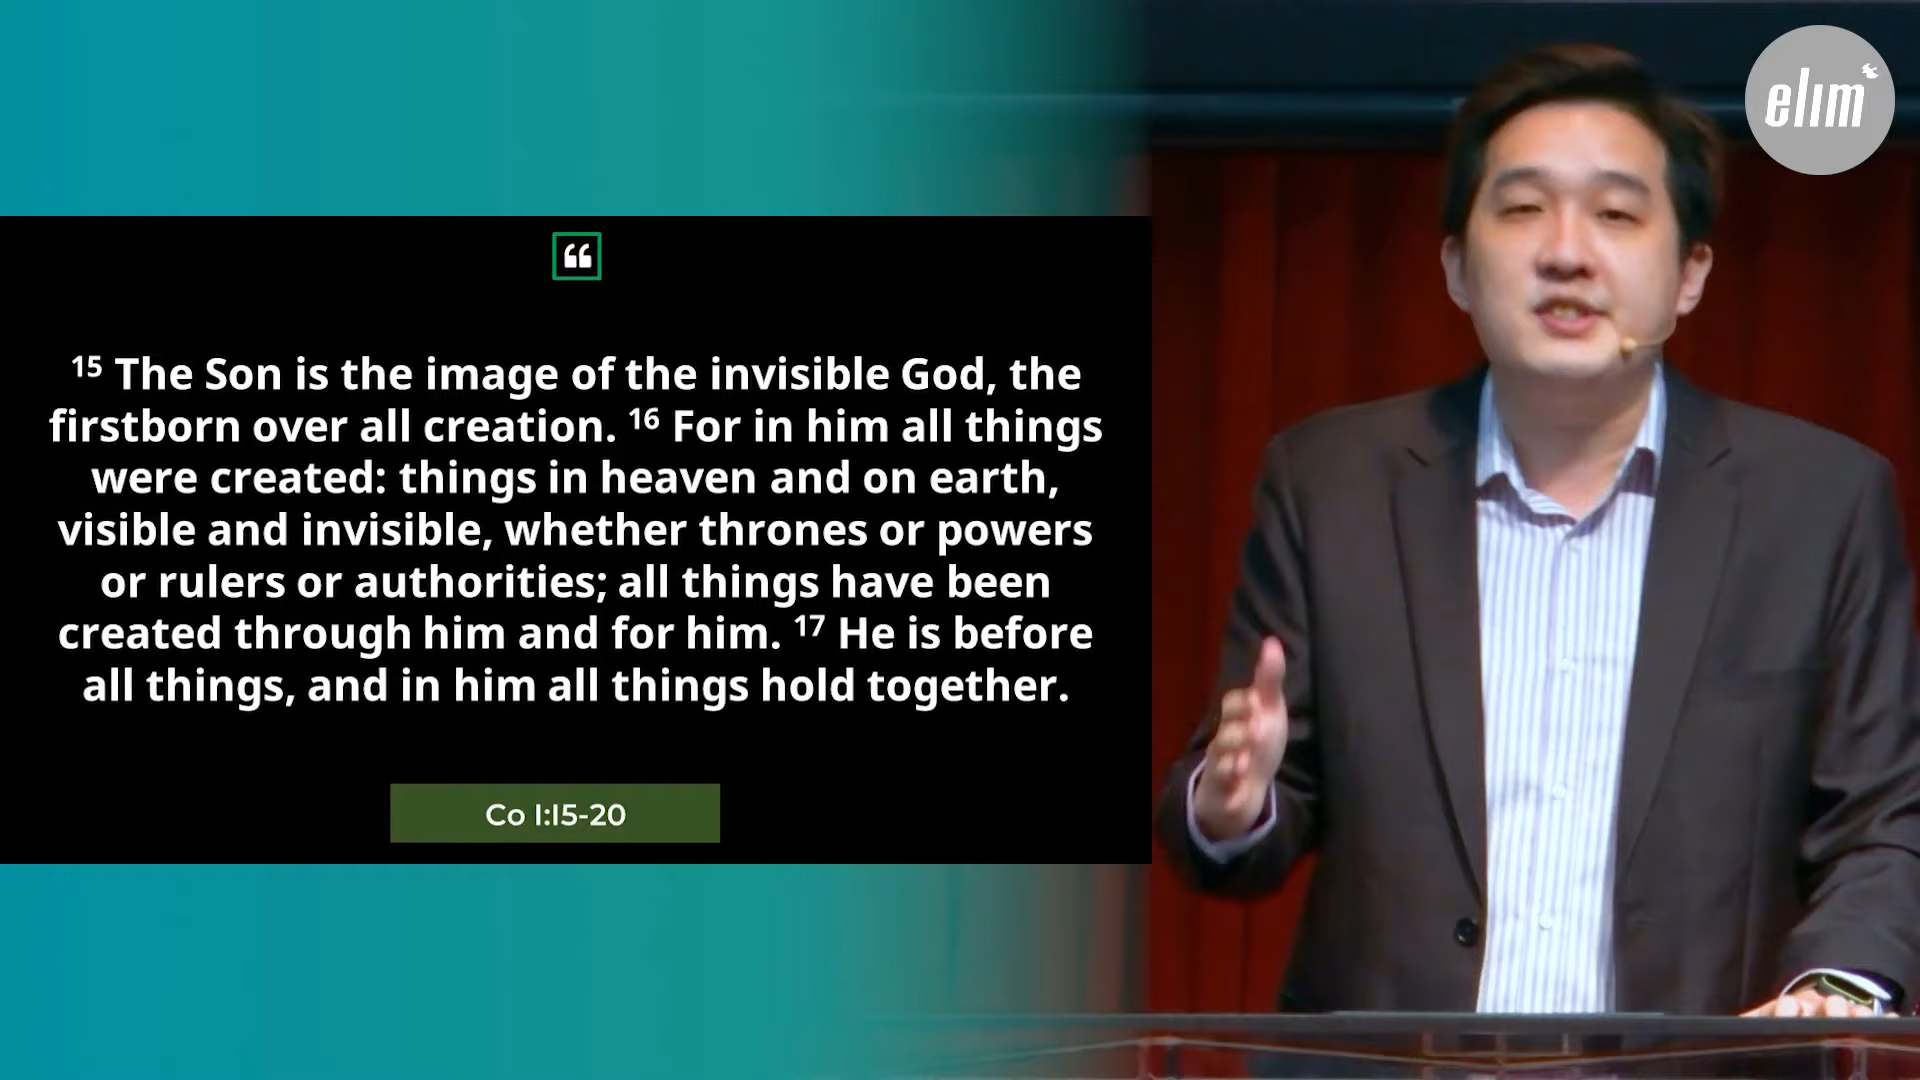 elim
“
15 The Son is the image of the invisible God, the
firstborn over all creation. 16 For in him all things
were created: things in heaven and on earth,
visible and invisible, whether thrones or powers
or rulers or authorities; all things have been
created through him and for him. 17 He is before
all things, and in him all things hold together.
Co 1:15-20